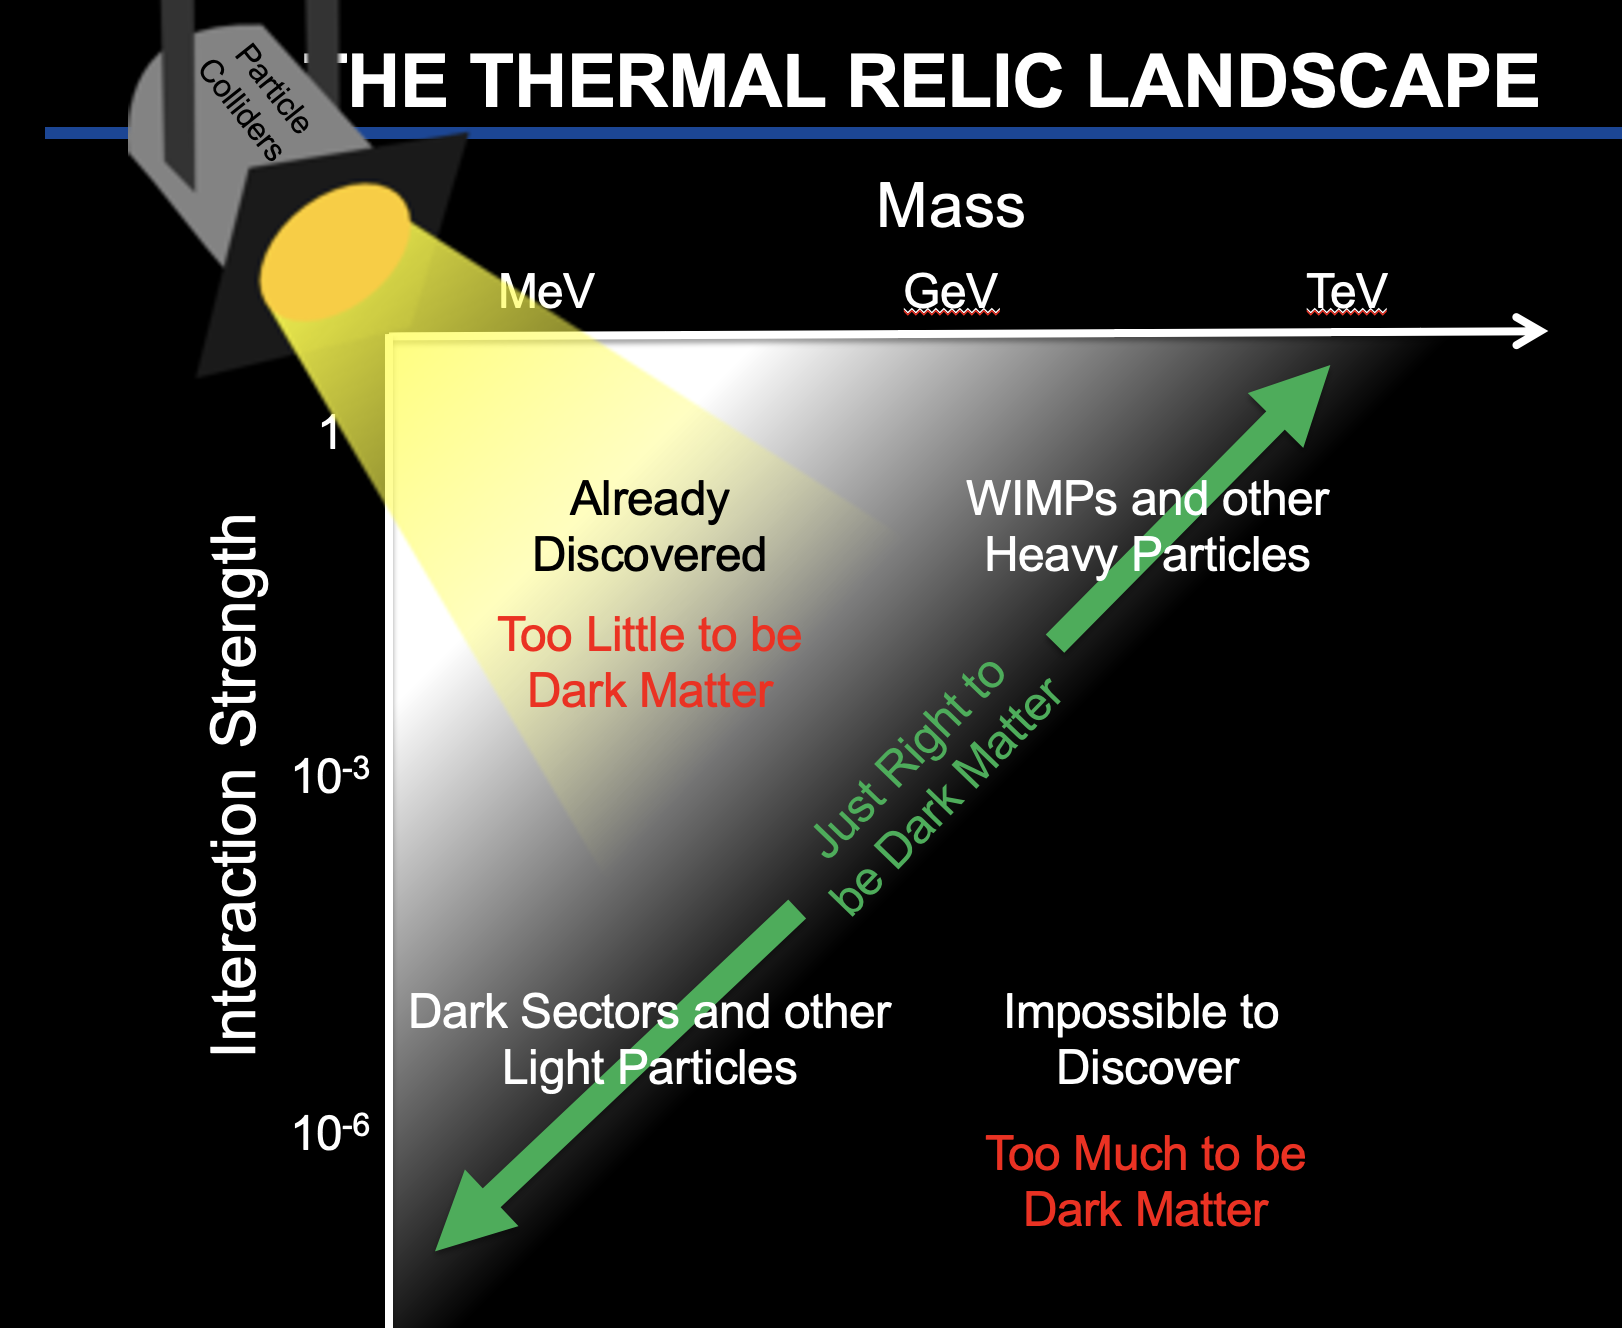 Particle
Colliders
THE THERMAL RELIC LANDSCAPE
Mass
MeV GeV TeV
1
Already
Discovered
WIMPs and other
Heavy Particles
Too Little to be
Dark Matter
Interaction Strength
10⁻³
Just Right to
be Dark Matter
Dark Sectors and other
Light Particles
Impossible to
Discover
10⁻⁶
Too Much to be
Dark Matter